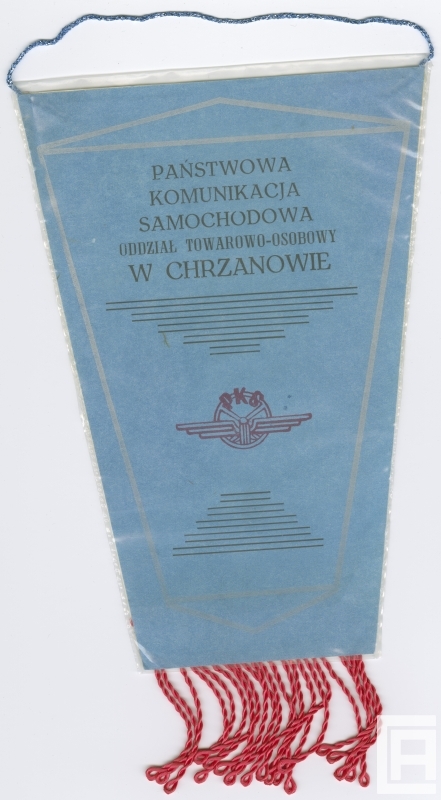 PAŃSTWOWA
KOMUNIKACJA
SAMOCHODOWA
ODDZIAŁ TOWAROWO-OSOBOWY
W CHRZANOWIE
PKS